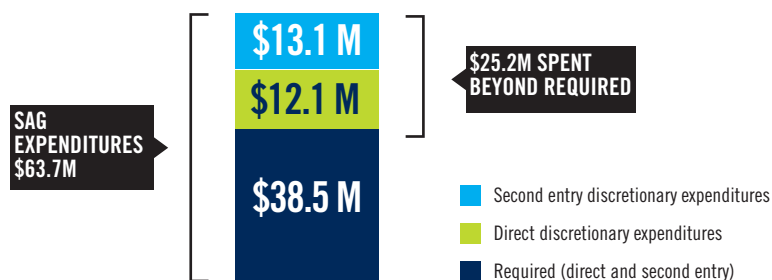 $13.1 M
$12.1 M
$38.5 M
SAG
EXPENDITURES
$63.7M
$25.2M SPENT
BEYOND REQUIRED
Second entry discretionary expenditures
Direct discretionary expenditures
Required (direct and second entry)